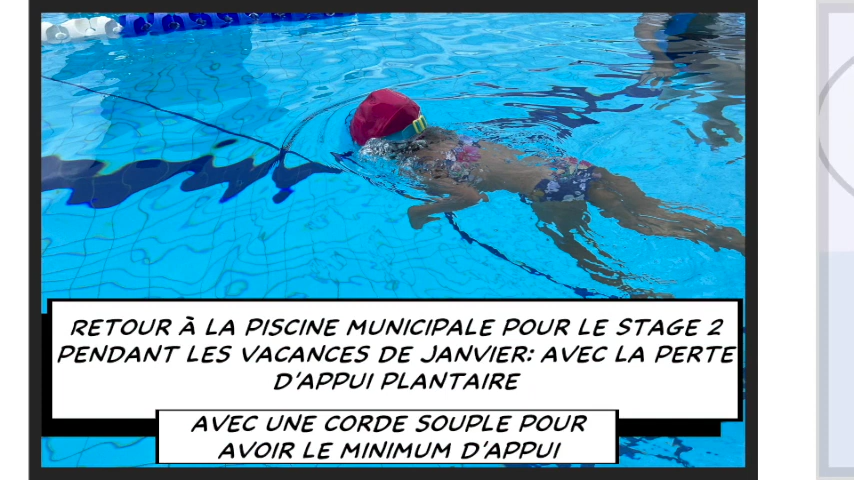 RETOUR À LA PISCINE MUNICIPALE POUR LE STAGE 2
PENDANT LES VACANCES DE JANVIER: AVEC LA PERTE
D'APPUI PLANTAIRE
AVEC UNE CORDE SOUPLE POUR
AVOIR LE MINIMUM D'APPUI